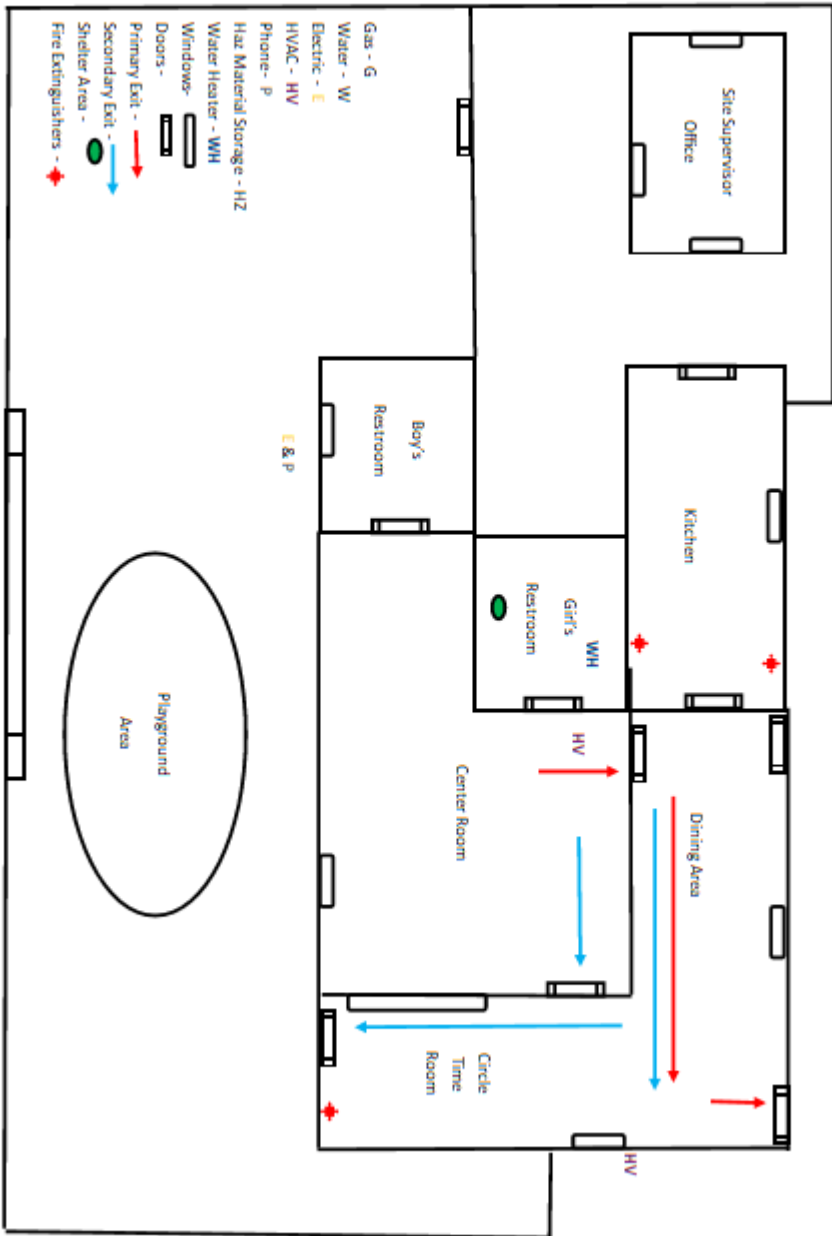 Site Supervisor
Office
Gas - G
Water - W
Electric - E
HVAC - HV
Phone- P
Haz Material Storage - HZ
Water Heater - WH
Windows-
Doors -
Primary Exit -
Secondary Exit -
Shelter Area -
Fire Extinguishers -
Kitchen
Boy's
Restroom
E & P
WH
Girl's
Restroom
HV
Dining Area
Center Room
Playground
Area
Circle
Time
Room
HV